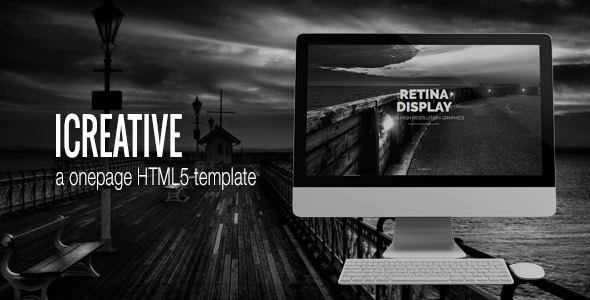 ICREATIVE
a onepage HTML5 template
RETINA
DISPLAY
HIGH RESOLUTION GRAPHICS